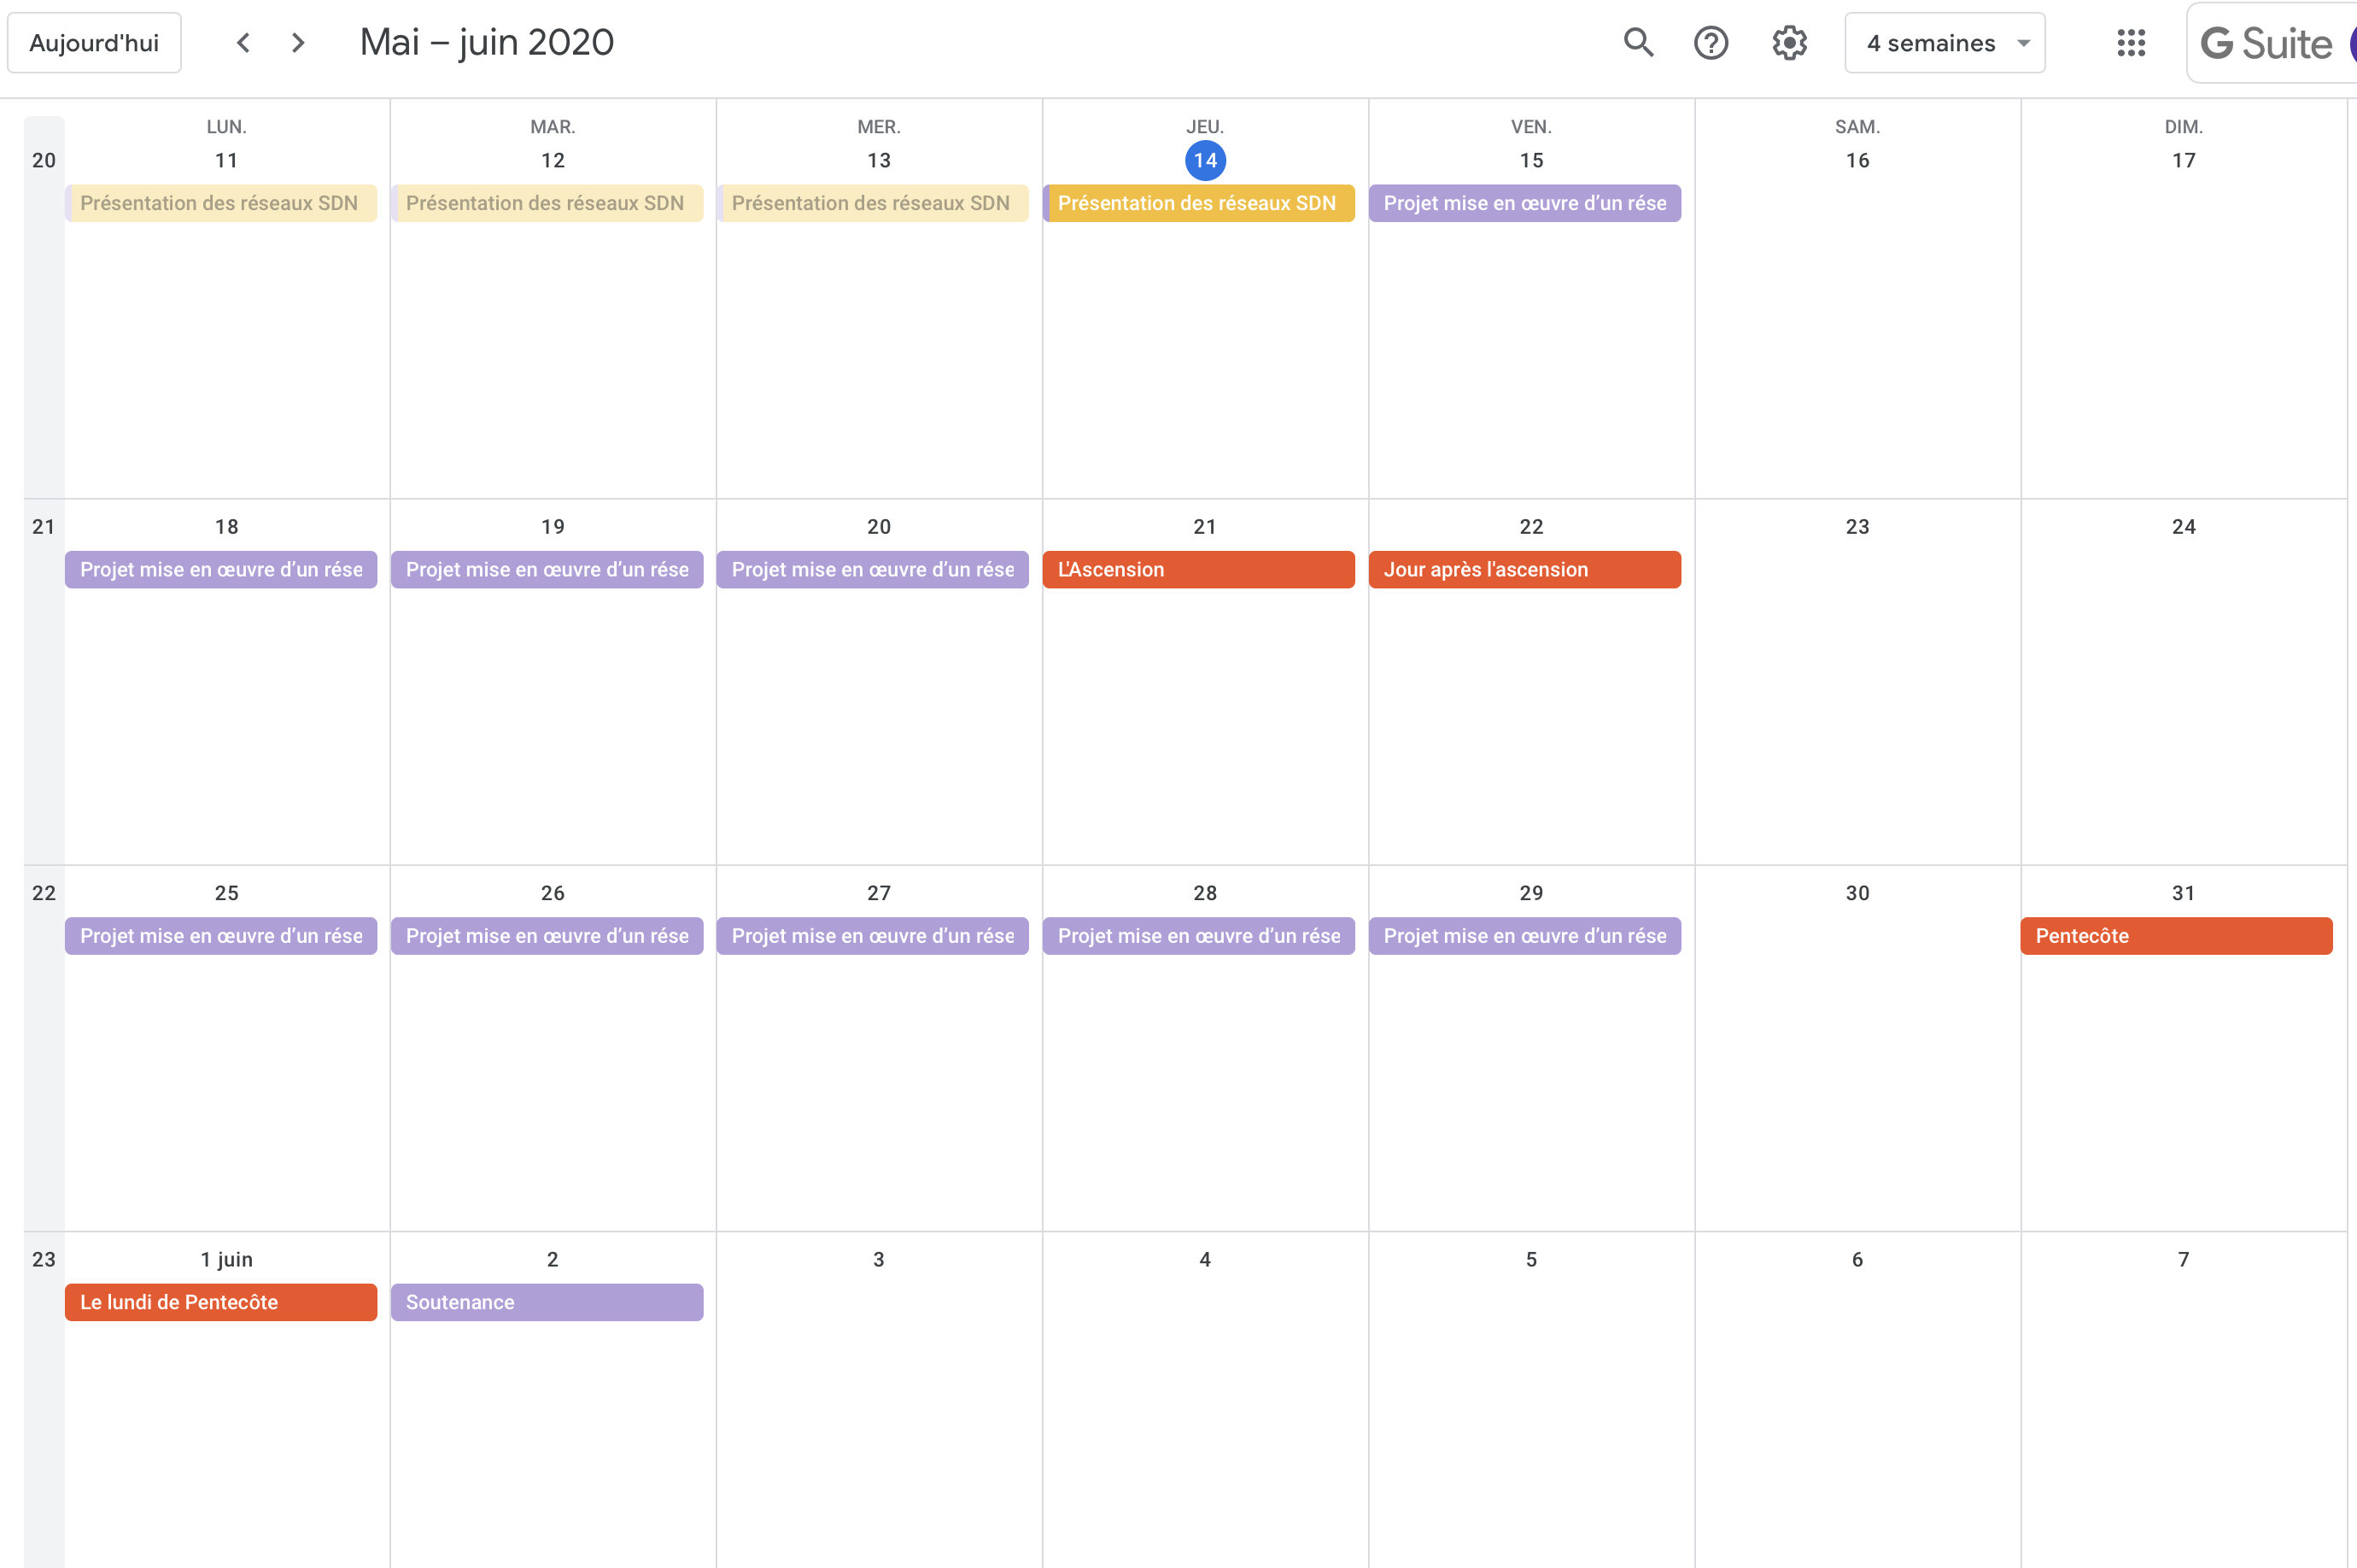 Aujourd'hui Mai – juin 2020 4 semaines G Suite
LUN. MAR. MER. JEU. VEN. SAM. DIM.
20 11 12 13 14 15 16 17
Présentation des réseaux SDN Présentation des réseaux SDN Présentation des réseaux SDN Présentation des réseaux SDN Projet mise en œuvre d’un rése
21 18 19 20 21 22 23 24
Projet mise en œuvre d’un rése Projet mise en œuvre d’un rése Projet mise en œuvre d’un rése L'Ascension Jour après l'ascension
22 25 26 27 28 29 30 31
Projet mise en œuvre d’un rése Projet mise en œuvre d’un rése Projet mise en œuvre d’un rése Projet mise en œuvre d’un rése Projet mise en œuvre d’un rése Pentecôte
23 1 juin 2 3 4 5 6 7
Le lundi de Pentecôte Soutenance